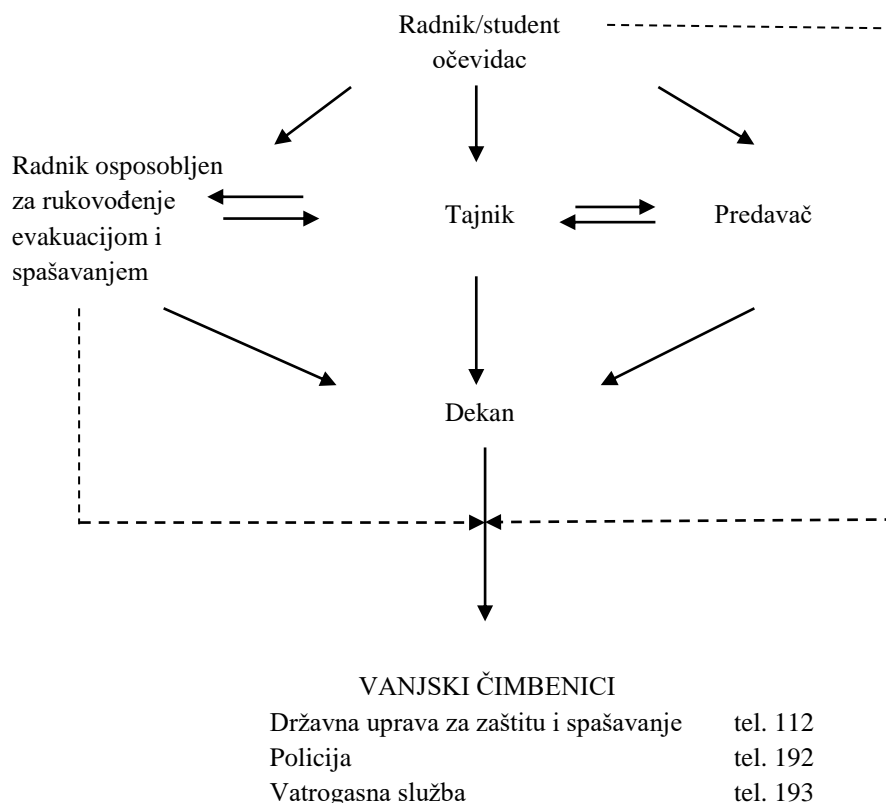 Radnik/student
očevidac
Radnik osposobljen
za rukovođenje
evakuacijom i
spašavanjem
Tajnik
Predavač
Dekan
VANJSKI ČIMBENICI
Državna uprava za zaštitu i spašavanje tel. 112
Policija tel. 192
Vatrogasna služba tel. 193